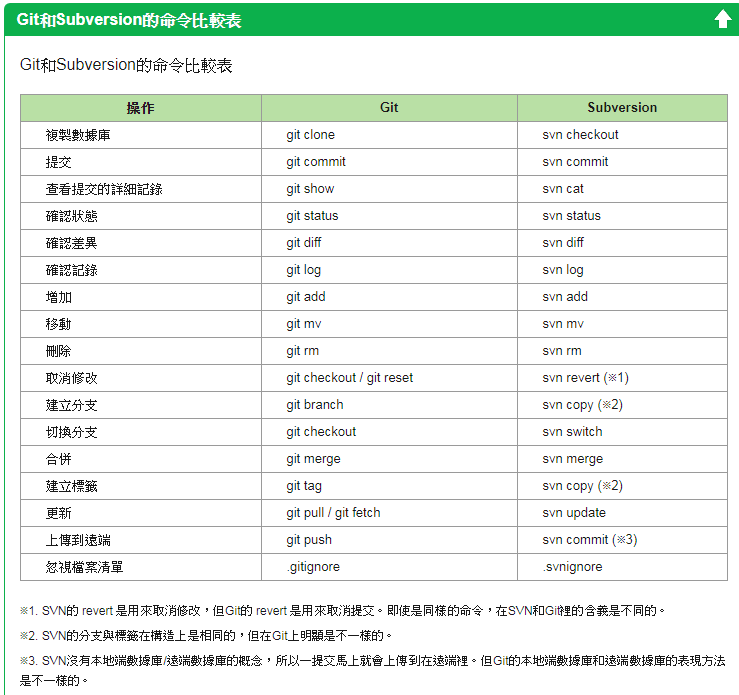 Git和Subversion的命令比較表
Git和Subversion的命令比較表
操作 Git Subversion
複製數據庫 git clone svn checkout
提交 git commit svn commit
查看提交的詳細記錄 git show svn cat
確認狀態 git status svn status
確認差異 git diff svn diff
確認記錄 git log svn log
增加 git add svn add
移動 git mv svn mv
刪除 git rm svn rm
取消修改 git checkout / git reset svn revert (※1)
建立分支 git branch svn copy (※2)
切換分支 git checkout svn switch
合併 git merge svn merge
建立標籤 git tag svn copy (※2)
更新 git pull / git fetch svn update
上傳到遠端 git push svn commit (※3)
忽視檔案清單 .gitignore .svnignore
※1. SVN的 revert 是用來取消修改，但Git的 revert 是用來取消提交。即使是同樣的命令，在SVN和Git裡的含義是不同的。
※2. SVN的分支與標籤在構造上是相同的，但在Git上明顯是不一樣的。
※3. SVN沒有本地端數據庫/遠端數據庫的概念，所以一提交馬上就會上傳到在遠端裡。但Git的本地端數據庫和遠端數據庫的表現方法
是不一樣的。